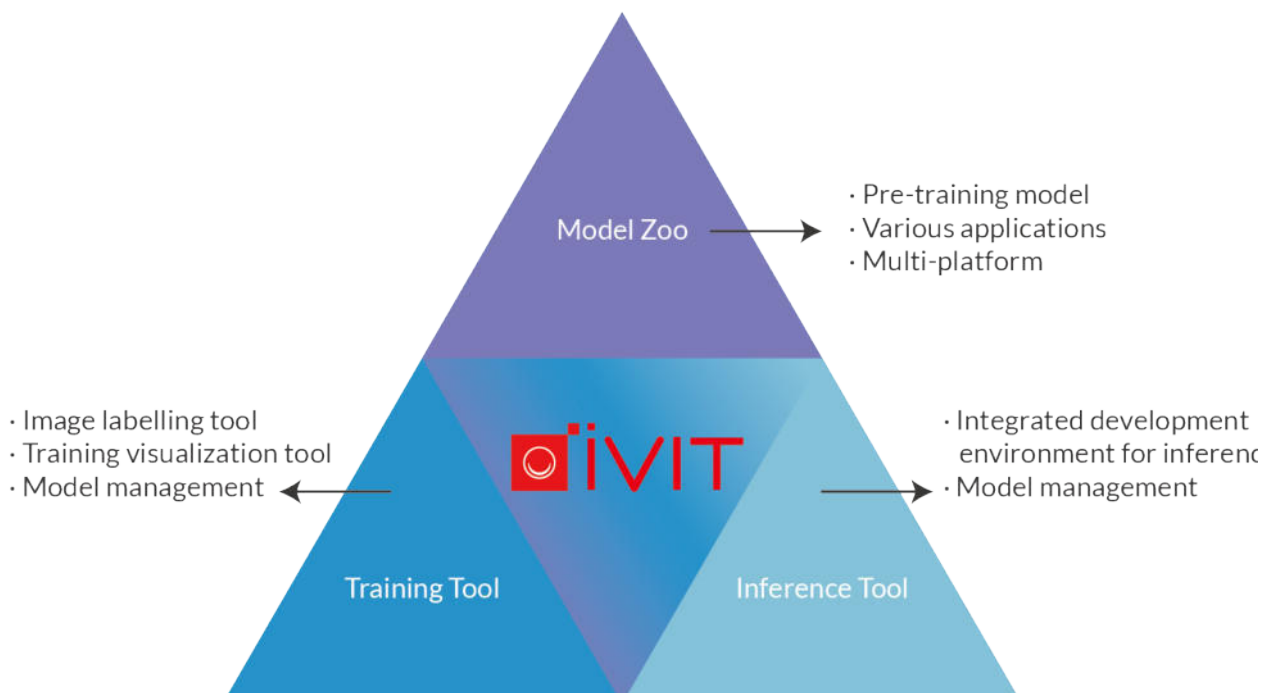 Model Zoo
· Pre-training model
· Various applications
· Multi-platform
· Image labelling tool
· Training visualization tool
· Model management
iVIT
· Integrated development
environment for inferenc
· Model management
Training Tool
Inference Tool